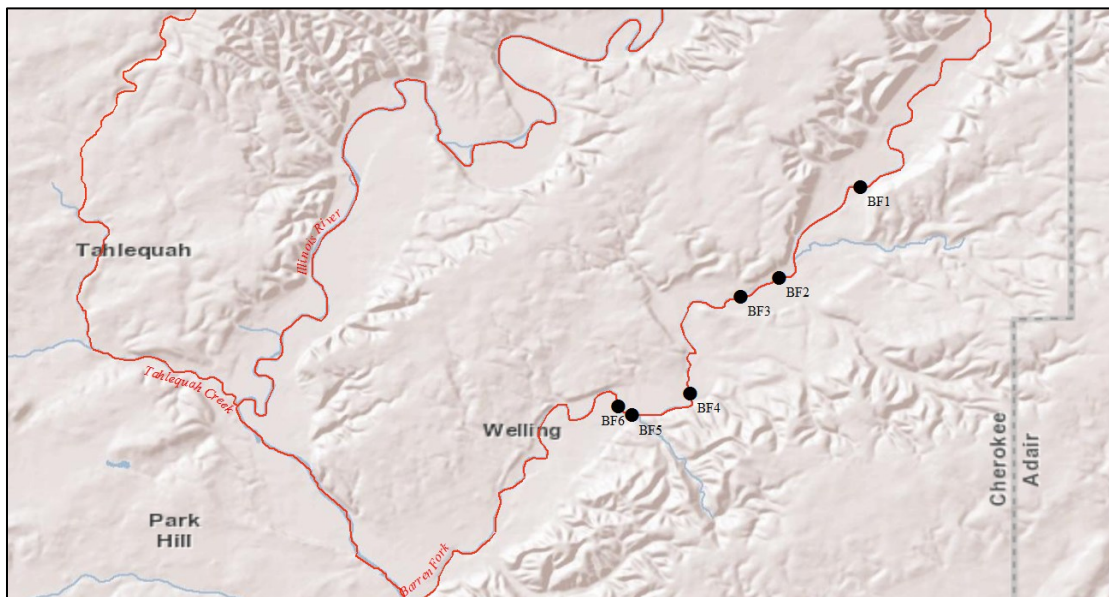 BF1
Illinois River
Tahlequah
BF2
BF3
Tahlequah Creek
BF4
BF6
BF5
Welling
Cherokee
Adair
Park
Hill
Barren Fork